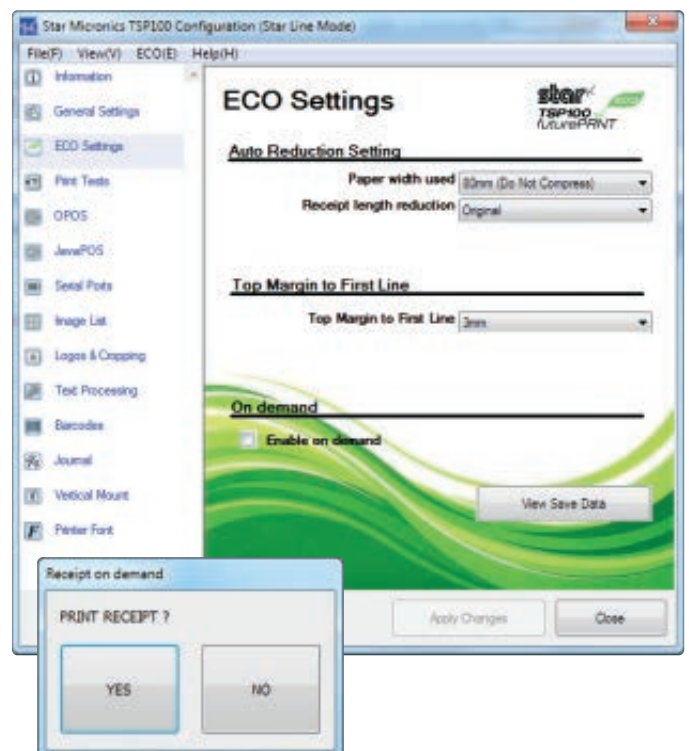 Star Micronics TSP100 Configuration (Star Line Mode)
File(F) View(V) ECO(E) Help(H)
Information
General Settings
ECO Settings
Print Tests
OPOS
JavaPOS
Serial Ports
Image List
Logos & Cropping
Text Processing
Barcodes
Journal
Vertical Mount
Printer Font
ECO Settings
star eco
TSP100
futurePRNT
Auto Reduction Setting
Paper width used 80mm (Do Not Compress)
Receipt length reduction Original
Top Margin to First Line
Top Margin to First Line 3mm
On demand
Enable on demand
View Save Data
Apply Changes Close
Receipt on demand
PRINT RECEIPT ?
YES NO